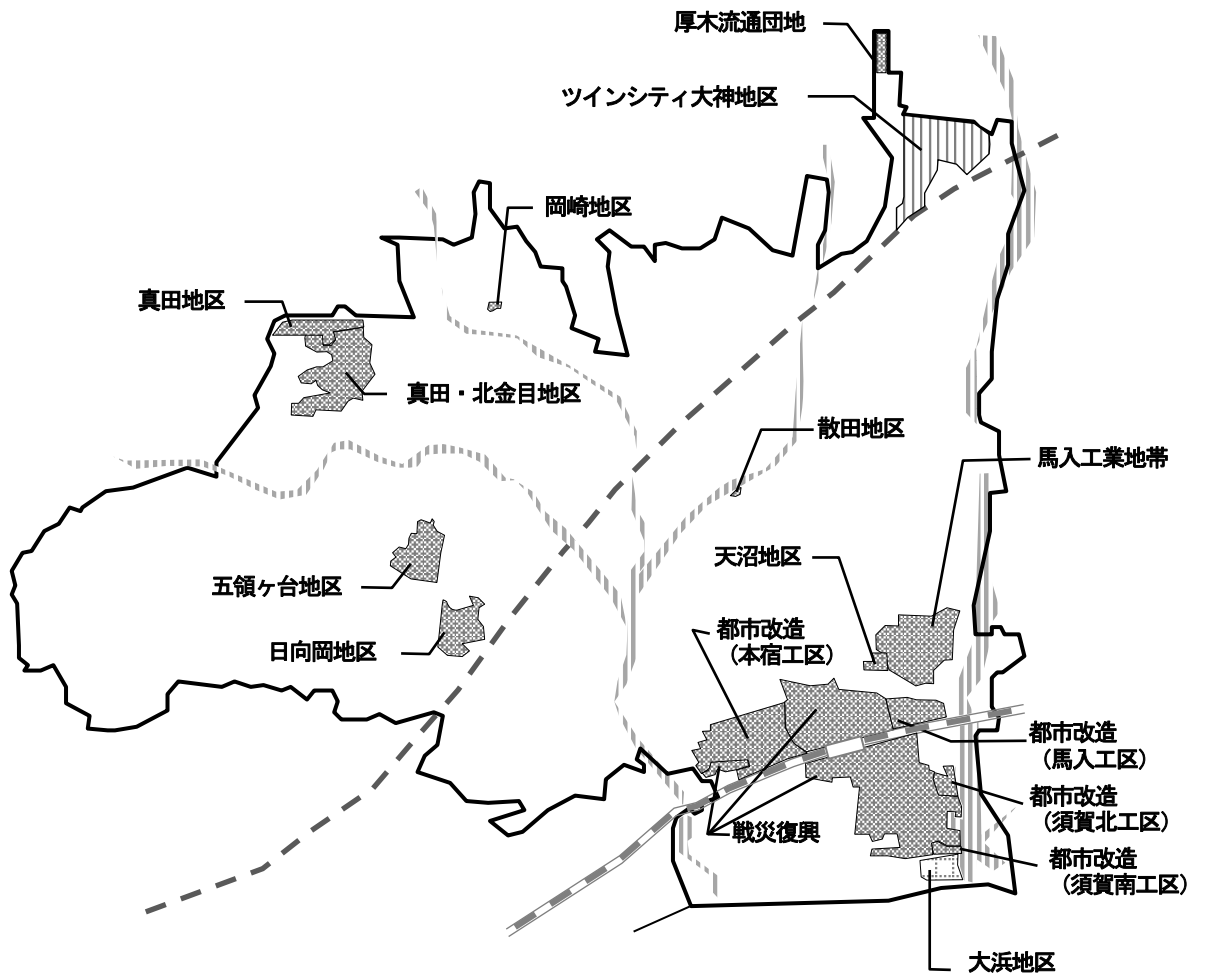 厚木流通団地
ツインシティ大神地区
岡崎地区
真田地区
真田・北金目地区
散田地区
馬入工業地帯
天沼地区
五領ヶ台地区
都市改造
（本宿工区）
日向岡地区
都市改造
（馬入工区）
都市改造
（須賀北工区）
戦災復興
都市改造
（須賀南工区）
大浜地区